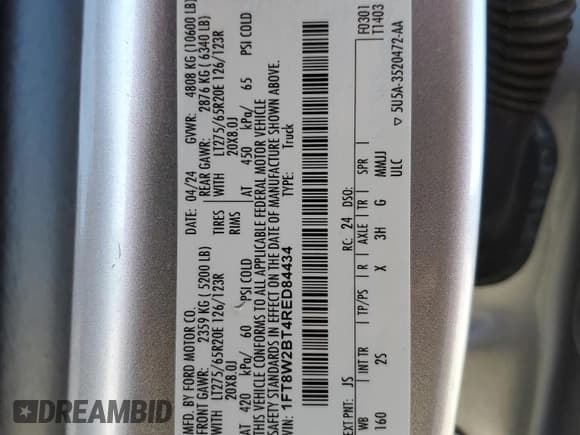 MFD. BY FORD MOTOR CO.
DATE: 04/24 GVWR: 4808 KG (10600 LB)
FRONT GAWR: 2359 KG (5200 LB) REAR GAWR: 2876 KG (6340 LB)
LT275/65R20E 126/123R TIRES WITH LT275/65R20E 126/123R
20X8.0J RIMS 20X8.0J
AT 420 kPa/ 60 PSI COLD AT 450 kPa/ 65 PSI COLD
THIS VEHICLE CONFORMS TO ALL APPLICABLE FEDERAL MOTOR VEHICLE
SAFETY STANDARDS IN EFFECT ON THE DATE OF MANUFACTURE SHOWN ABOVE.
VIN: 1FT8W2BT4RED84434 TYPE: Truck
F0301
T1403
EXT PNT: JS RC: 24 DSO:
WB INT TR TP/PS R AXLE TR SPR
160 2S X 3H G MMJJ
ULC
▽ 5U5A-3520472-AA
DREAMBID